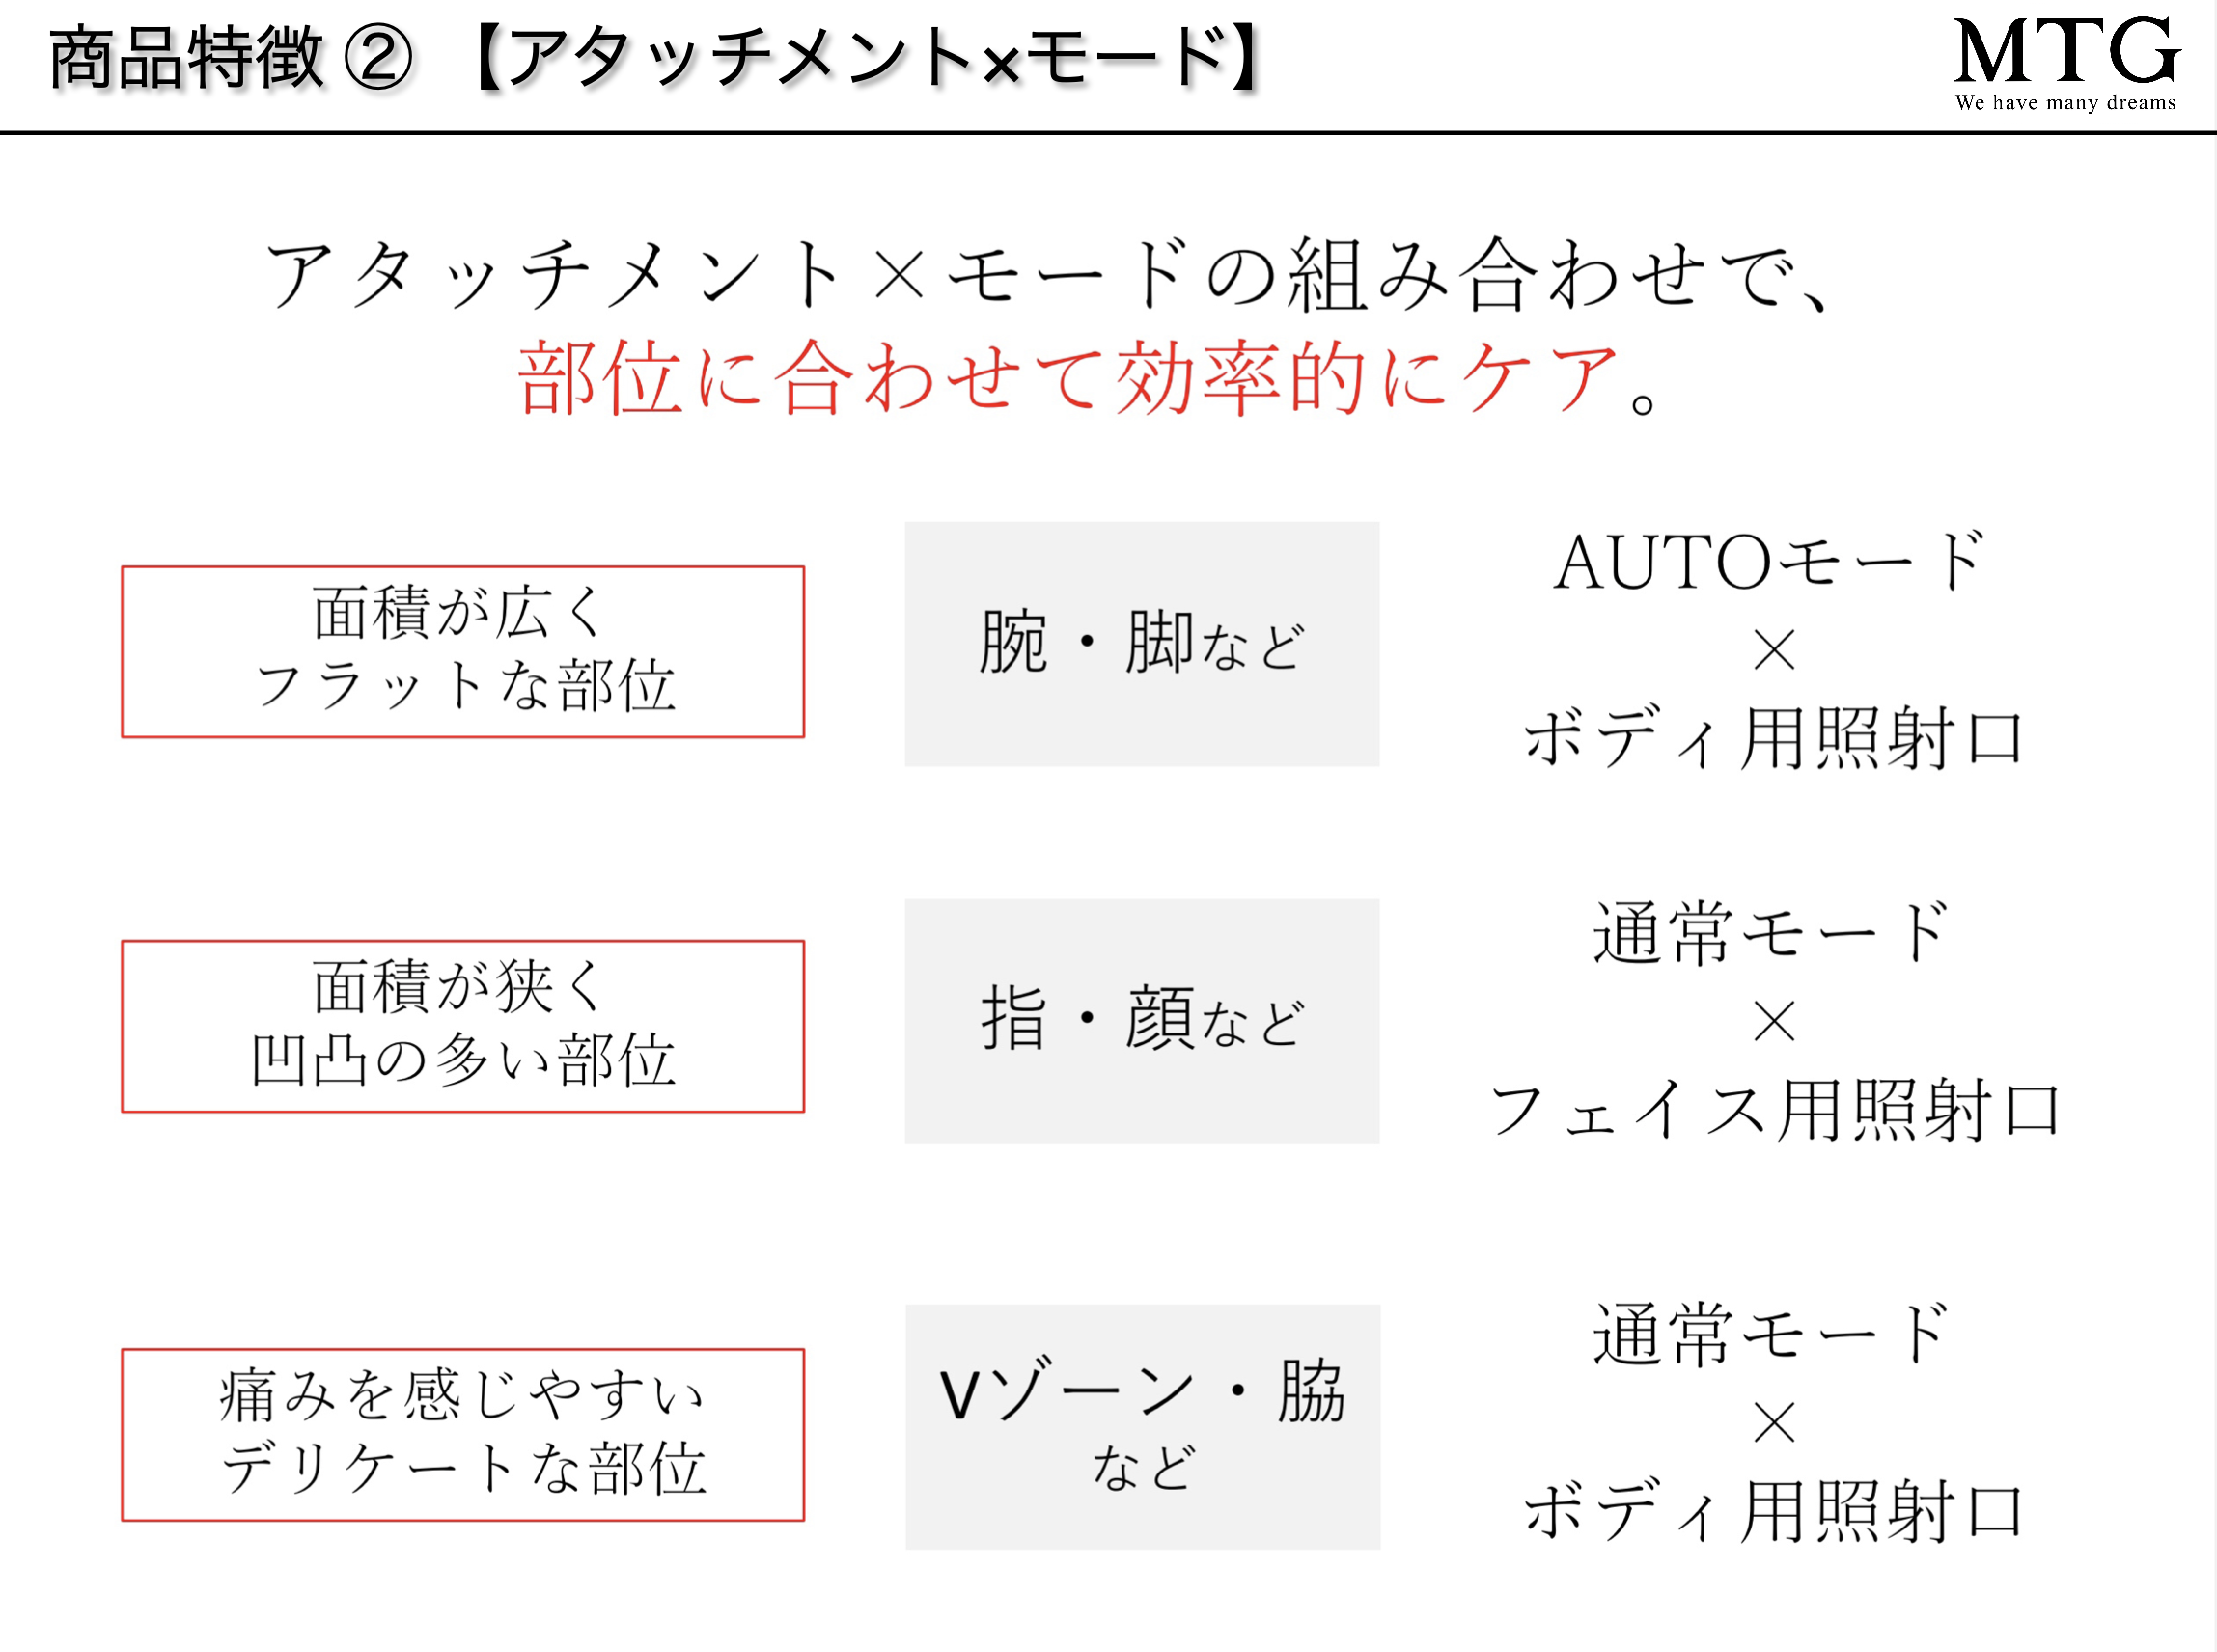 商品特徴 ② 【アタッチメント×モード】
MTG
We have many dreams
アタッチメント×モードの組み合わせで、
部位に合わせて効率的にケア。
面積が広く
フラットな部位
腕・脚など
AUTOモード
×
ボディ用照射口
面積が狭く
凹凸の多い部位
指・顔など
通常モード
×
フェイス用照射口
痛みを感じやすい
デリケートな部位
Vゾーン・脇
など
通常モード
×
ボディ用照射口